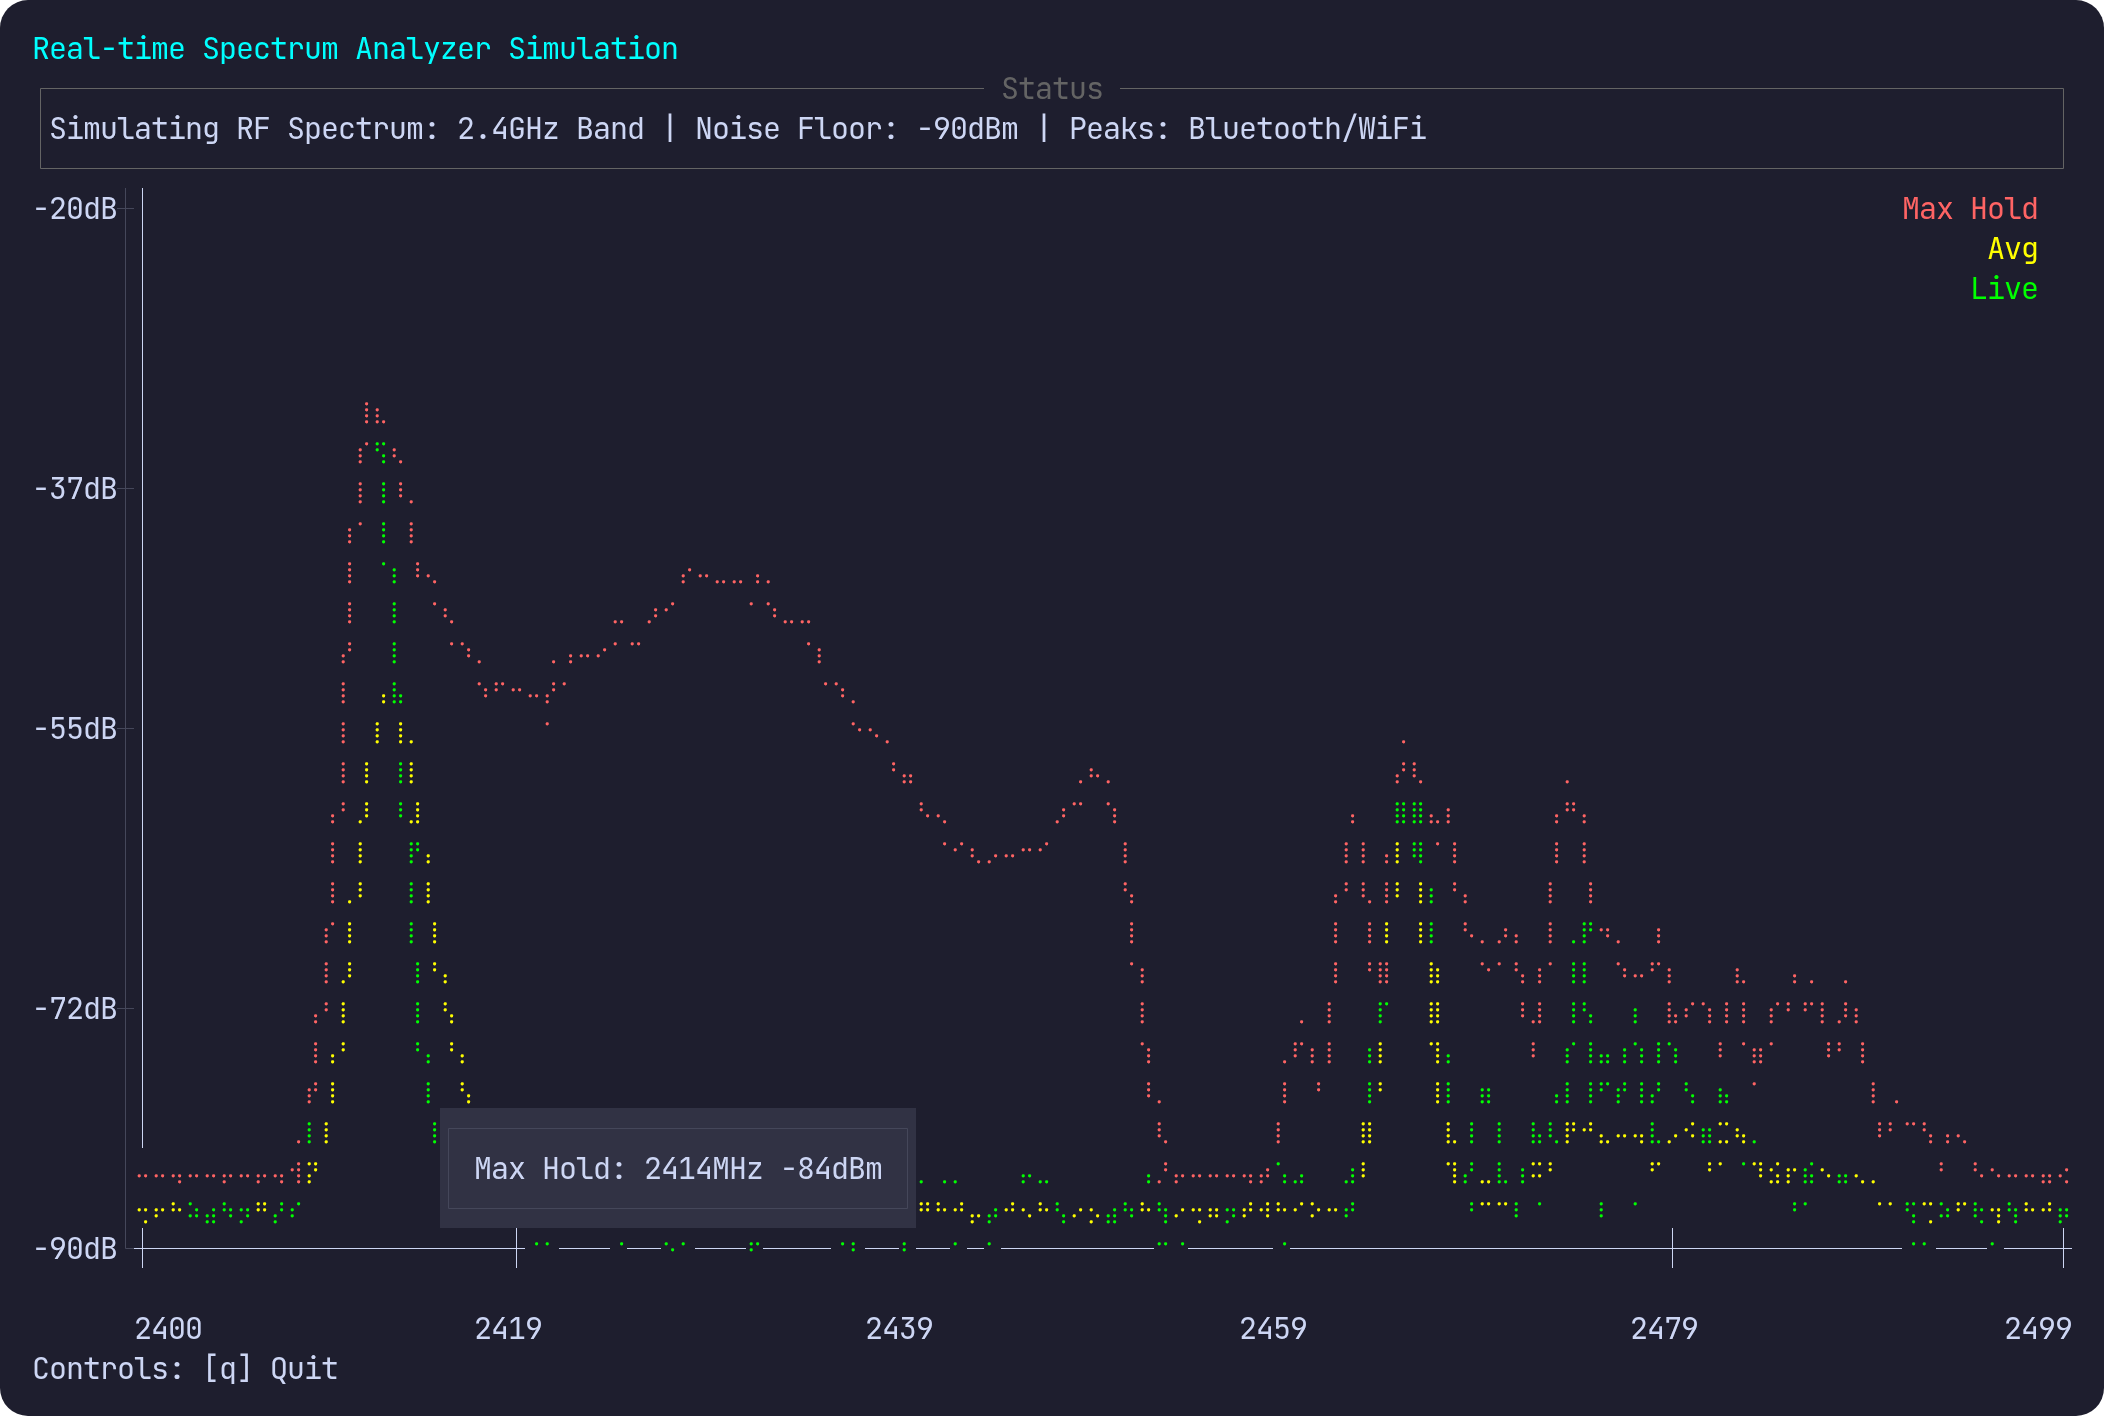 Real-time Spectrum Analyzer Simulation
Status
Simulating RF Spectrum: 2.4GHz Band | Noise Floor: -90dBm | Peaks: Bluetooth/WiFi
-20dB
Max Hold
Avg
Live
-37dB
-55dB
-72dB
Max Hold: 2414MHz -84dBm
-90dB
2400 2419 2439 2459 2479 2499
Controls: [q] Quit